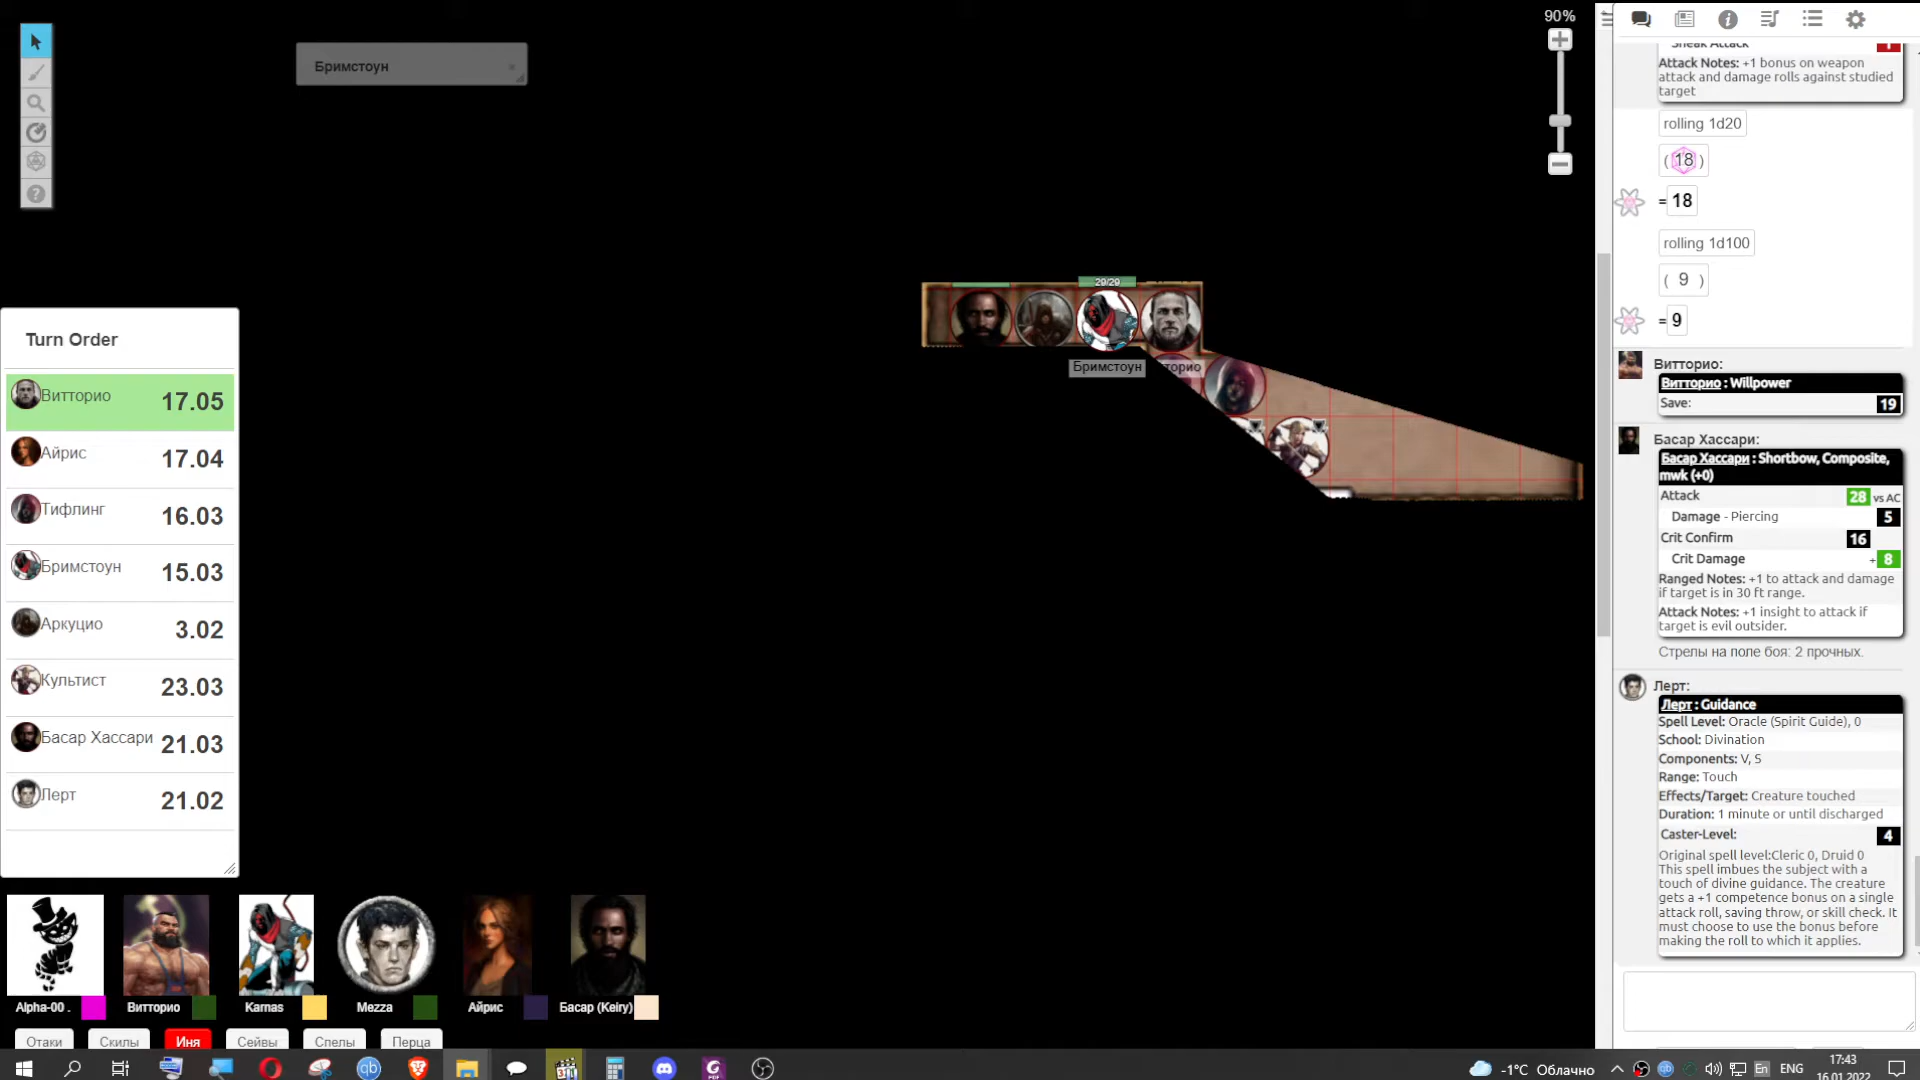 90%
Бримстоун
29/29
Бримстоун
торио
Turn Order
Витторио 17.05
Айрис 17.04
Тифлинг 16.03
Бримстоун 15.03
Аркуцио 3.02
Культист 23.03
Басар Хассари 21.03
Лерт 21.02
Alpha-00 .
Витторио
Karnas
Mezza
Айрис
Басар (Keiry)
Отаки
Скилы
Иня
Сейвы
Спелы
Перца
Sneak Attack
Attack Notes: +1 bonus on weapon
attack and damage rolls against studied
target
rolling 1d20
( 18 )
= 18
rolling 1d100
( 9 )
= 9
Витторио:
Витторио : Willpower
Save: 19
Басар Хассари:
Басар Хассари : Shortbow, Composite,
mwk (+0)
Attack 28 vs AC
Damage - Piercing 5
Crit Confirm 16
Crit Damage + 8
Ranged Notes: +1 to attack and damage
if target is in 30 ft range.
Attack Notes: +1 insight to attack if
target is evil outsider.
Стрелы на поле боя: 2 прочных.
Лерт:
Лерт : Guidance
Spell Level: Oracle (Spirit Guide), 0
School: Divination
Components: V, S
Range: Touch
Effects/Target: Creature touched
Duration: 1 minute or until discharged
Caster-Level: 4
Original spell level:Cleric 0, Druid 0
This spell imbues the subject with a
touch of divine guidance. The creature
gets a +1 competence bonus on a single
attack roll, saving throw, or skill check. It
must choose to use the bonus before
making the roll to which it applies.
-1°C Облачно
En
ENG
17:43
16.01.2022